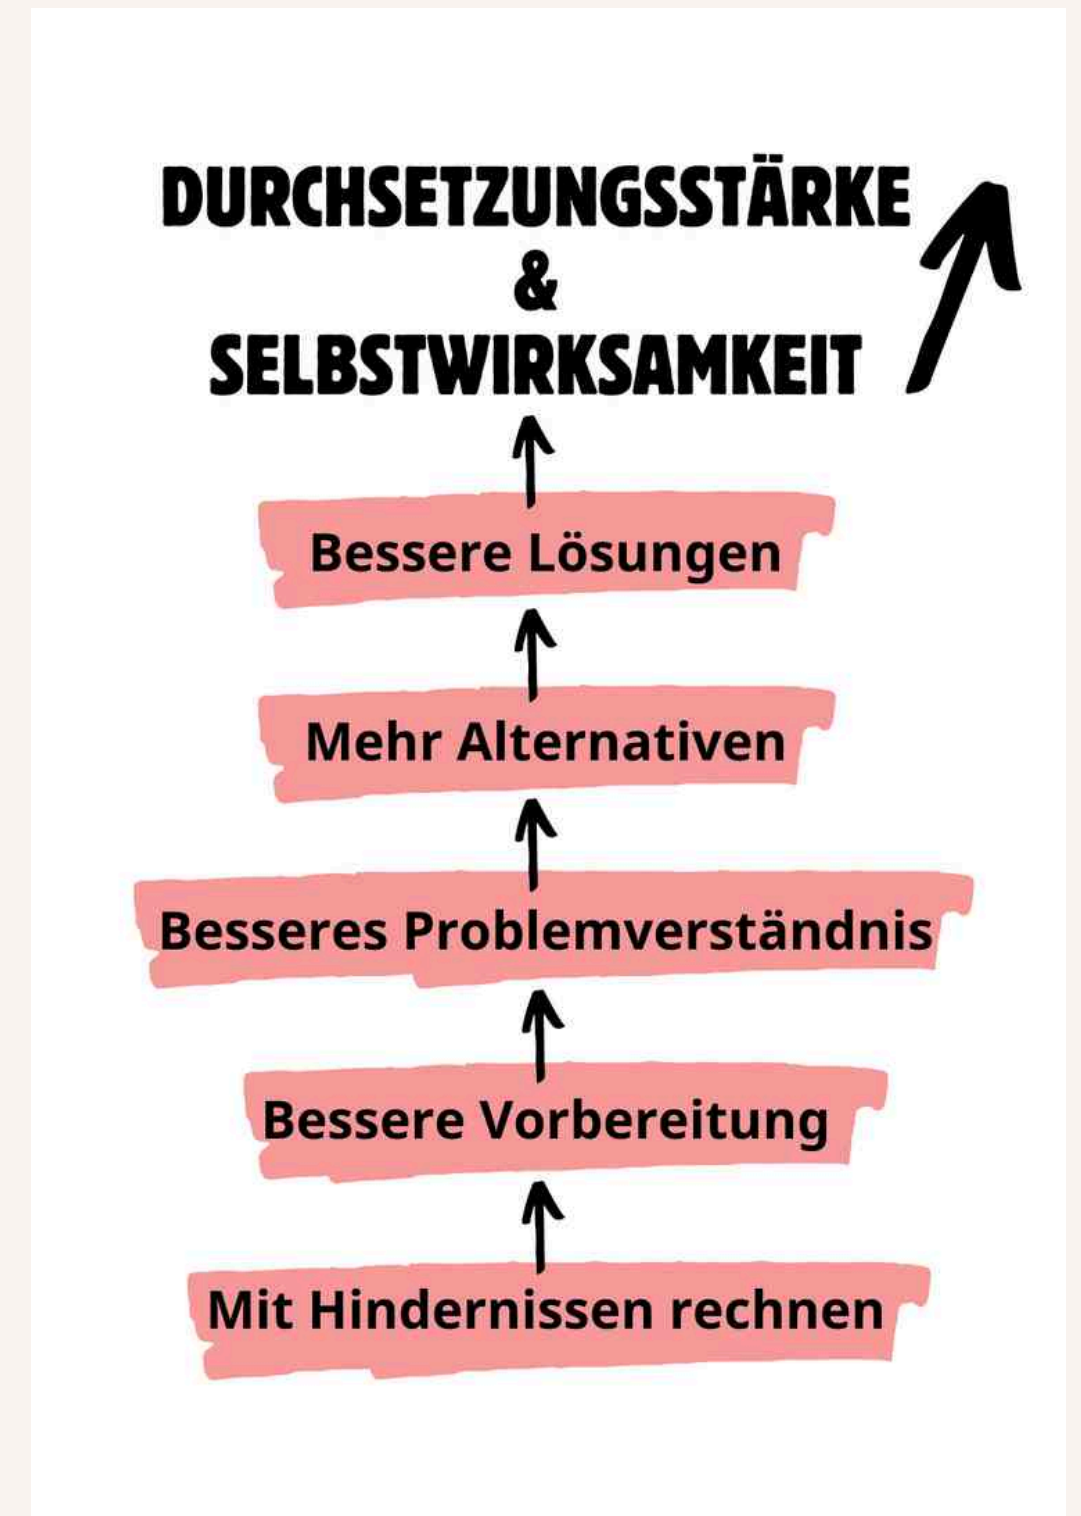 DURCHSETZUNGSSTÄRKE
&
SELBSTWIRKSAMKEIT
Bessere Lösungen
Mehr Alternativen
Besseres Problemverständnis
Bessere Vorbereitung
Mit Hindernissen rechnen